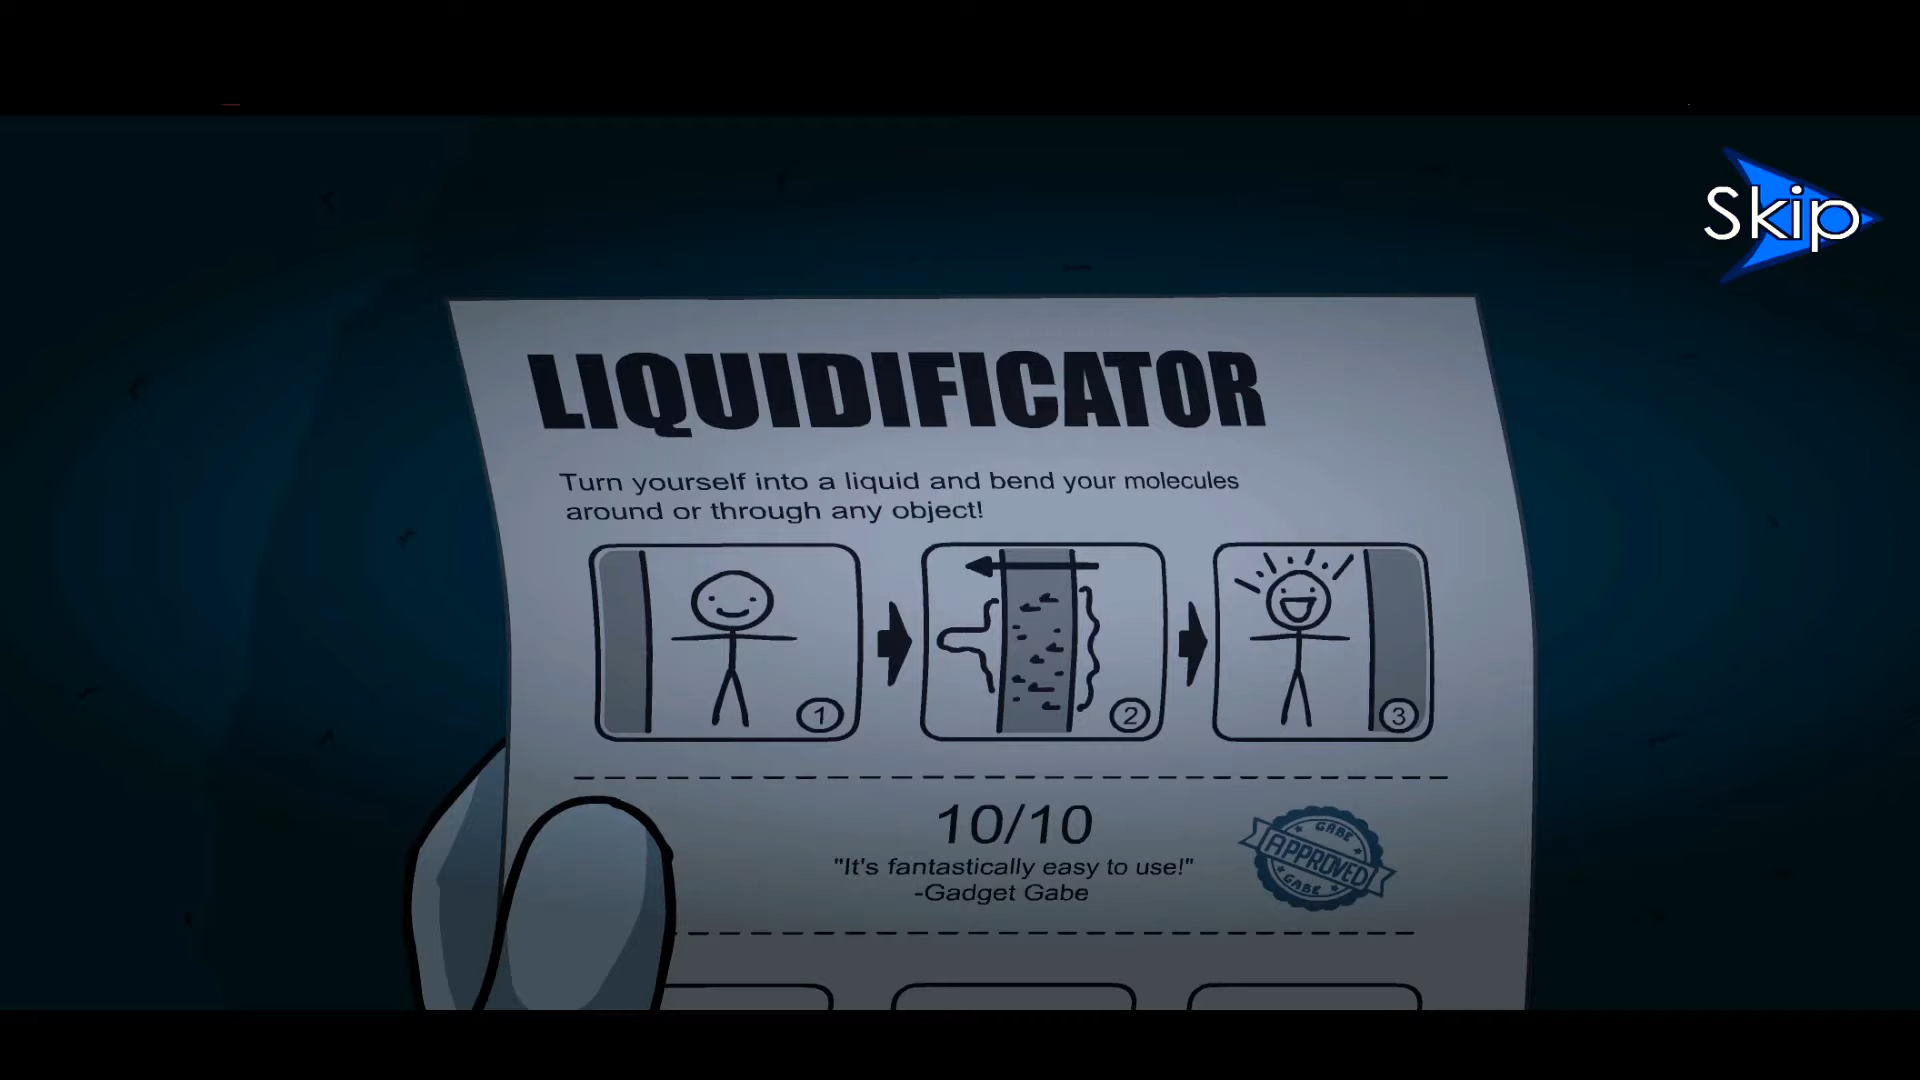 Skip
LIQUIDIFICATOR
Turn yourself into a liquid and bend your molecules
around or through any object!
1
2
3
10/10
"It's fantastically easy to use!"
-Gadget Gabe
GABE
APPROVED
GABE